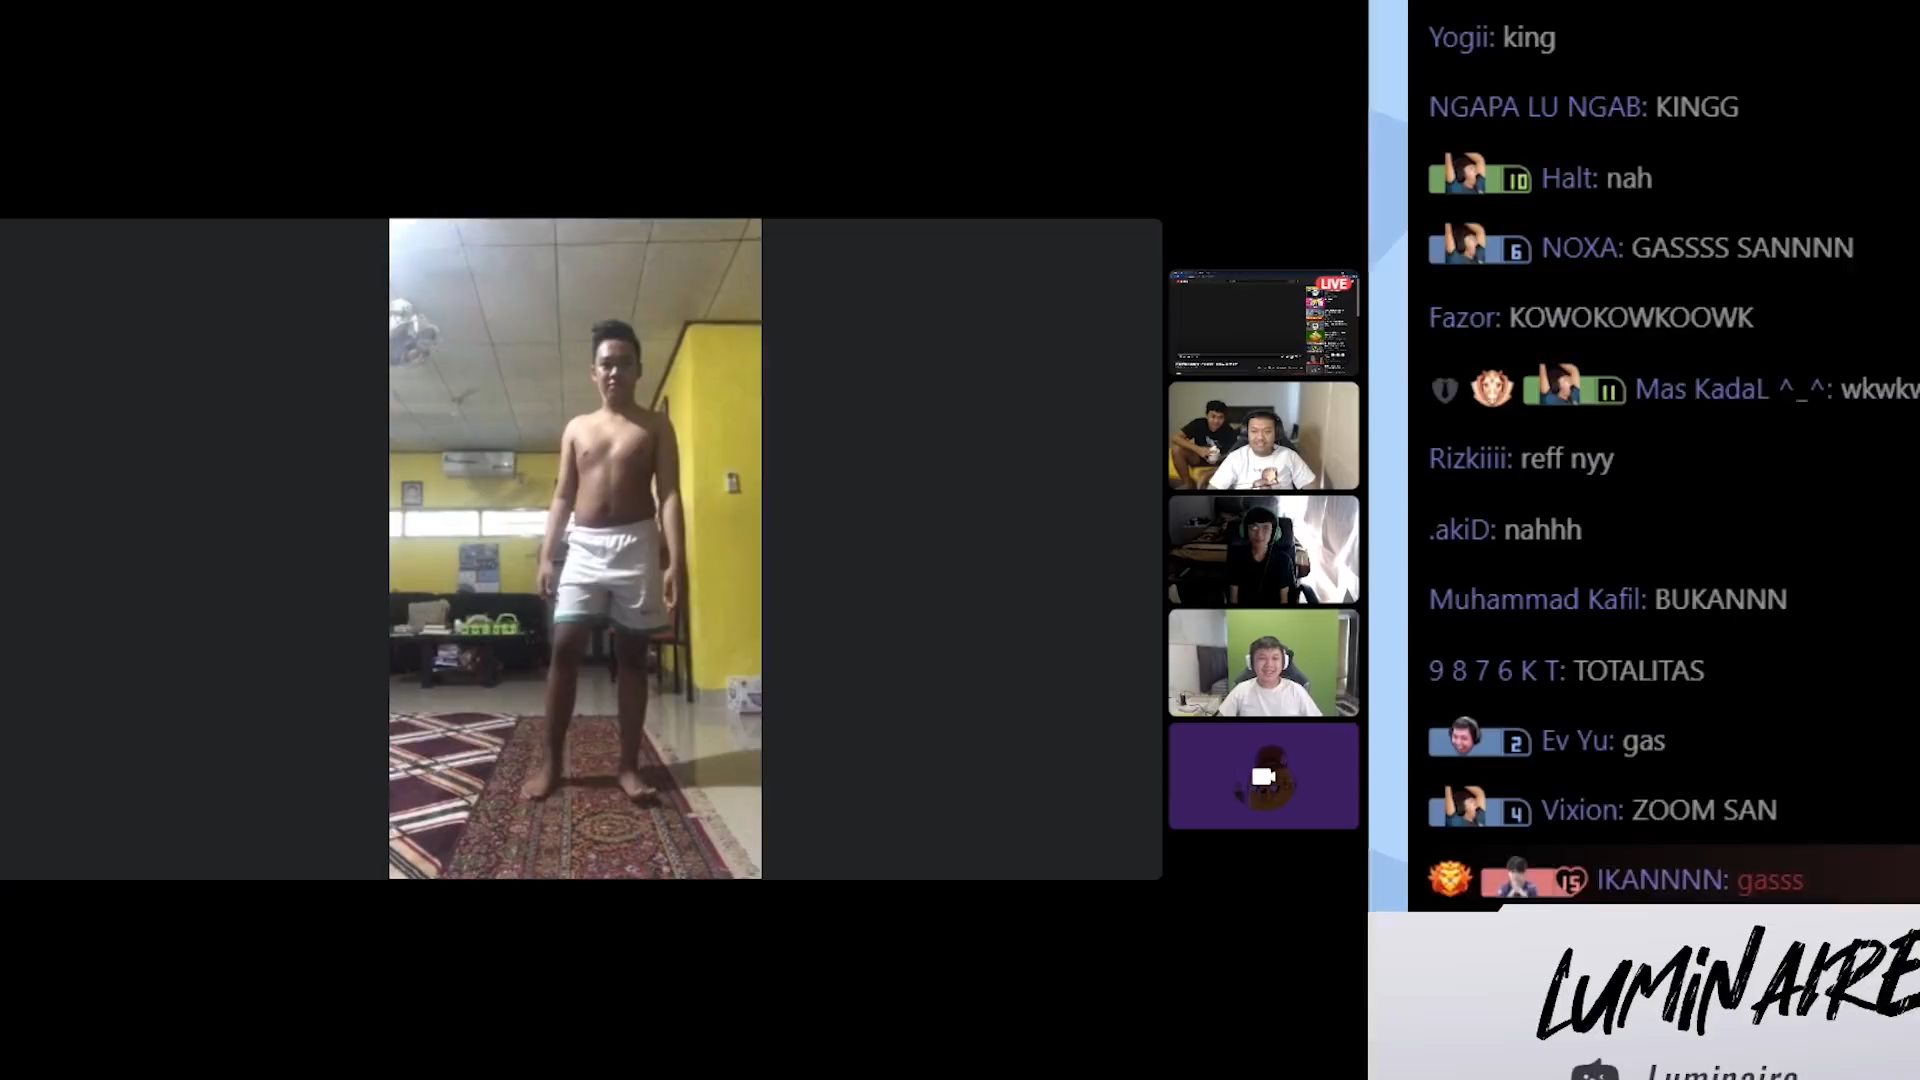 LIVE
Yogii: king
NGAPA LU NGAB: KINGG
10 Halt: nah
6 NOXA: GASSSS SANNNN
Fazor: KOWOKOWKOOWK
11 Mas KadaL ^_^: wkwkw
Rizkiiii: reff nyy
.akiD: nahhh
Muhammad Kafil: BUKANNN
9 8 7 6 K T: TOTALITAS
2 Ev Yu: gas
4 Vixion: ZOOM SAN
15 IKANNNN: gasss
LUMiNAIRE
Luminaire